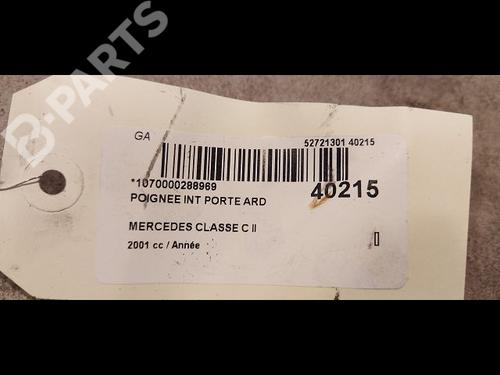 B-PARTS
GA
52721301 40215
*1070000288969
40215
POIGNEE INT PORTE ARD
MERCEDES CLASSE C II
2001 cc / Année